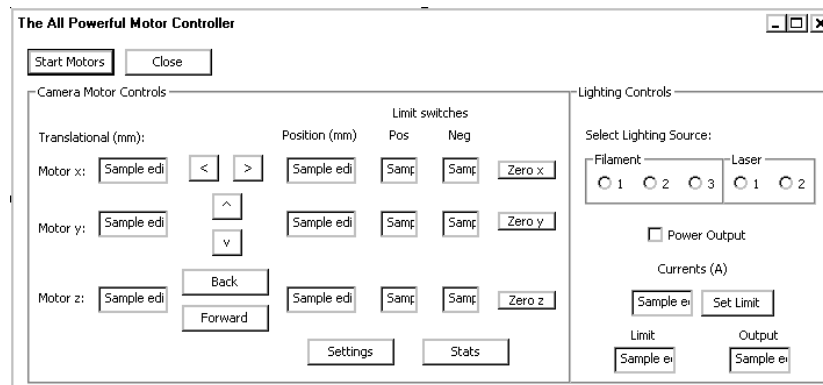 The All Powerful Motor Controller
Start Motors Close
Camera Motor Controls
Limit switches
Translational (mm): Position (mm) Pos Neg
Motor x: Sample edi < > Sample edi Samp Samp Zero x
^
Motor y: Sample edi Sample edi Samp Samp Zero y
v
Back
Motor z: Sample edi Sample edi Samp Samp Zero z
Forward
Settings Stats
Lighting Controls
Select Lighting Source:
Filament Laser
1 2 3 1 2
Power Output
Currents (A)
Sample e Set Limit
Limit Output
Sample e Sample e